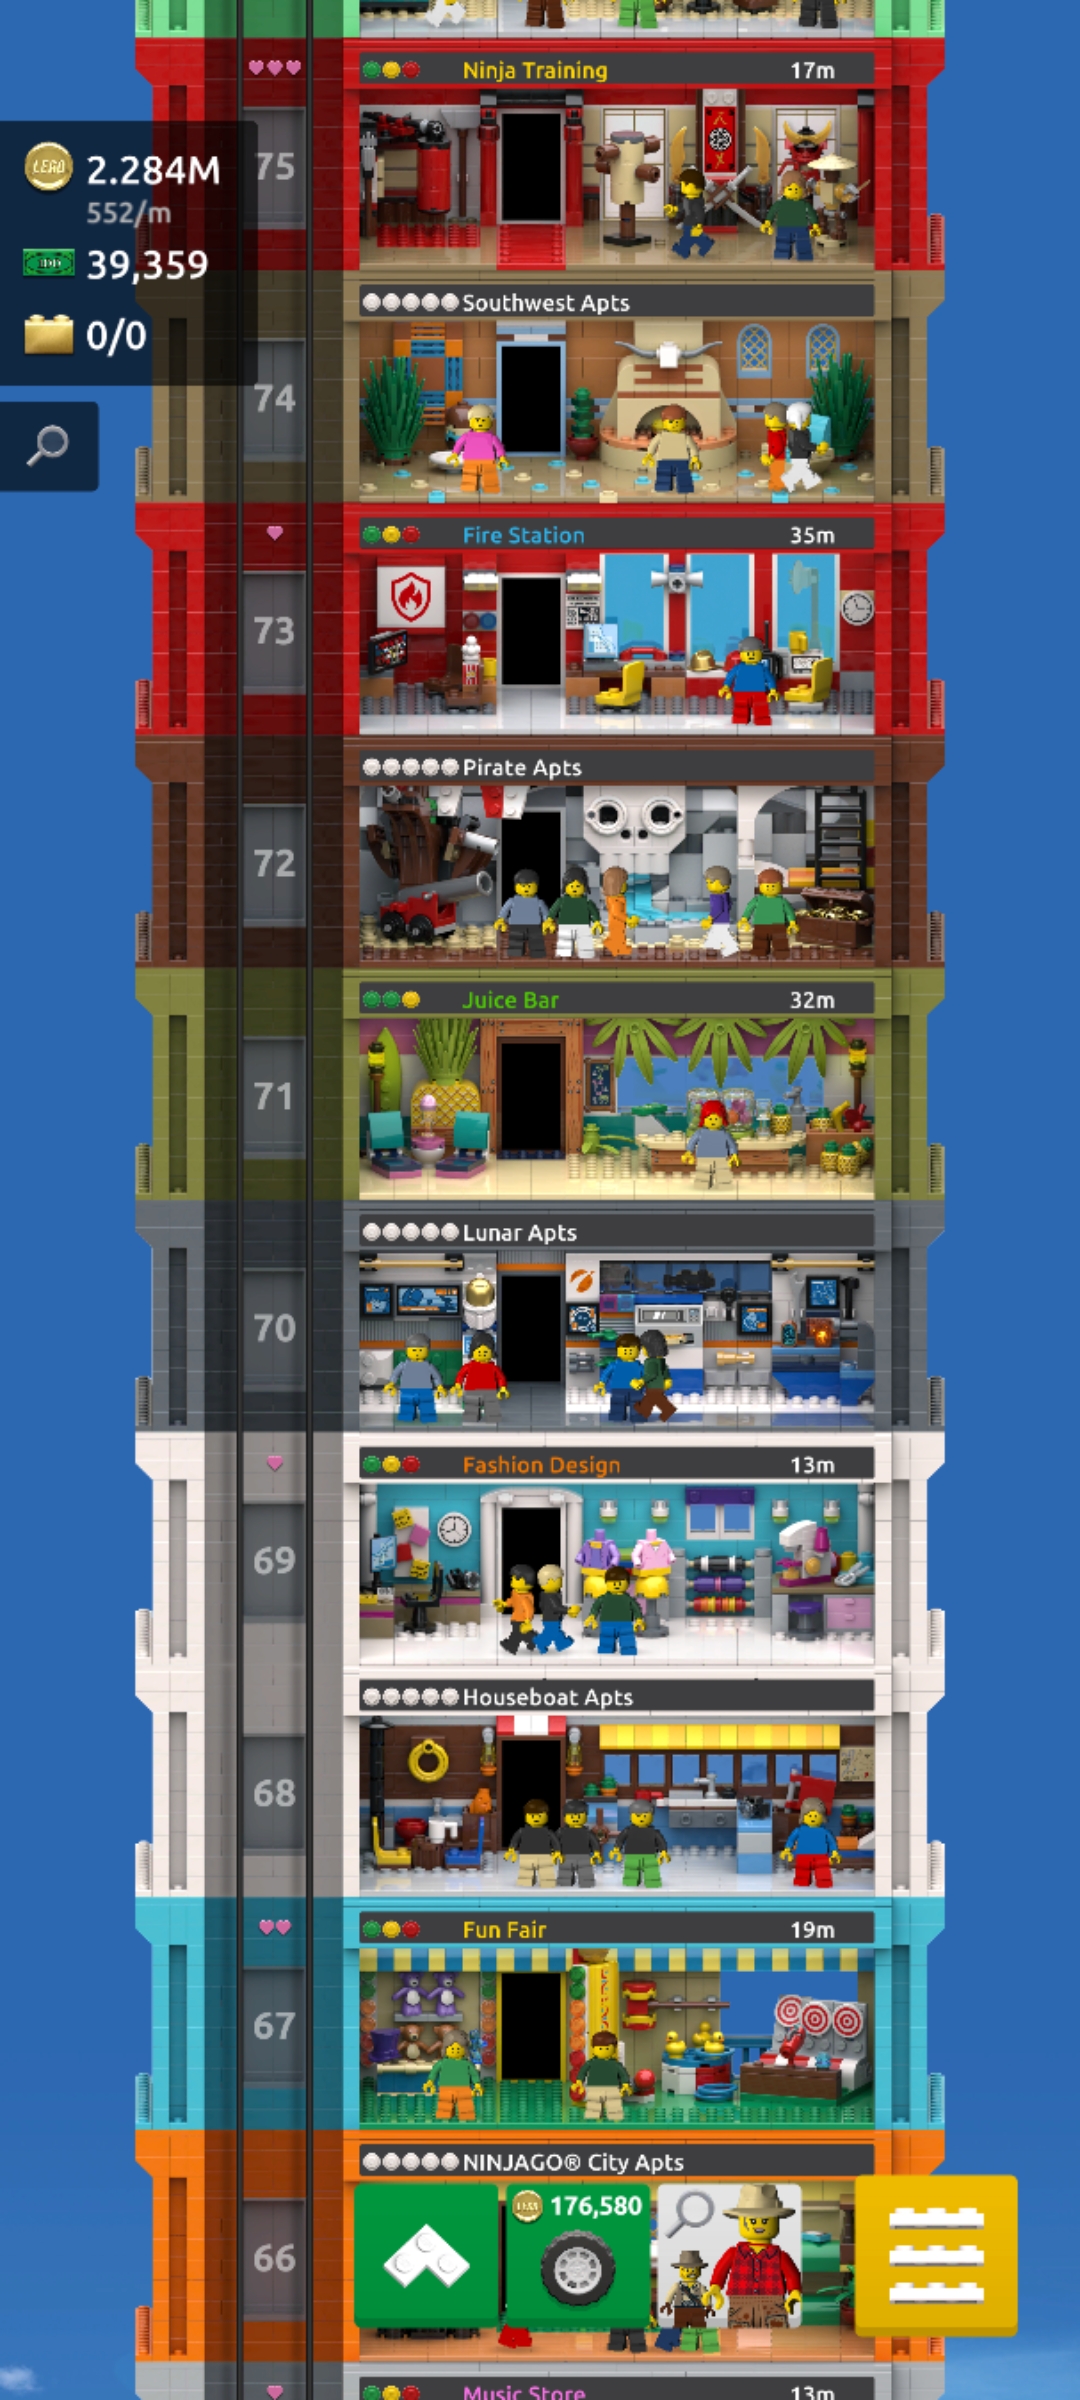 Ninja Training 17m
75
LEGO 2.284M
552/m
39,359
0/0
Southwest Apts
74
Fire Station 35m
73
Pirate Apts
72
Juice Bar 32m
71
Lunar Apts
70
Fashion Design 13m
69
Houseboat Apts
68
Fun Fair 19m
67
NINJAGO® City Apts
176,580
66
Music Store 13m